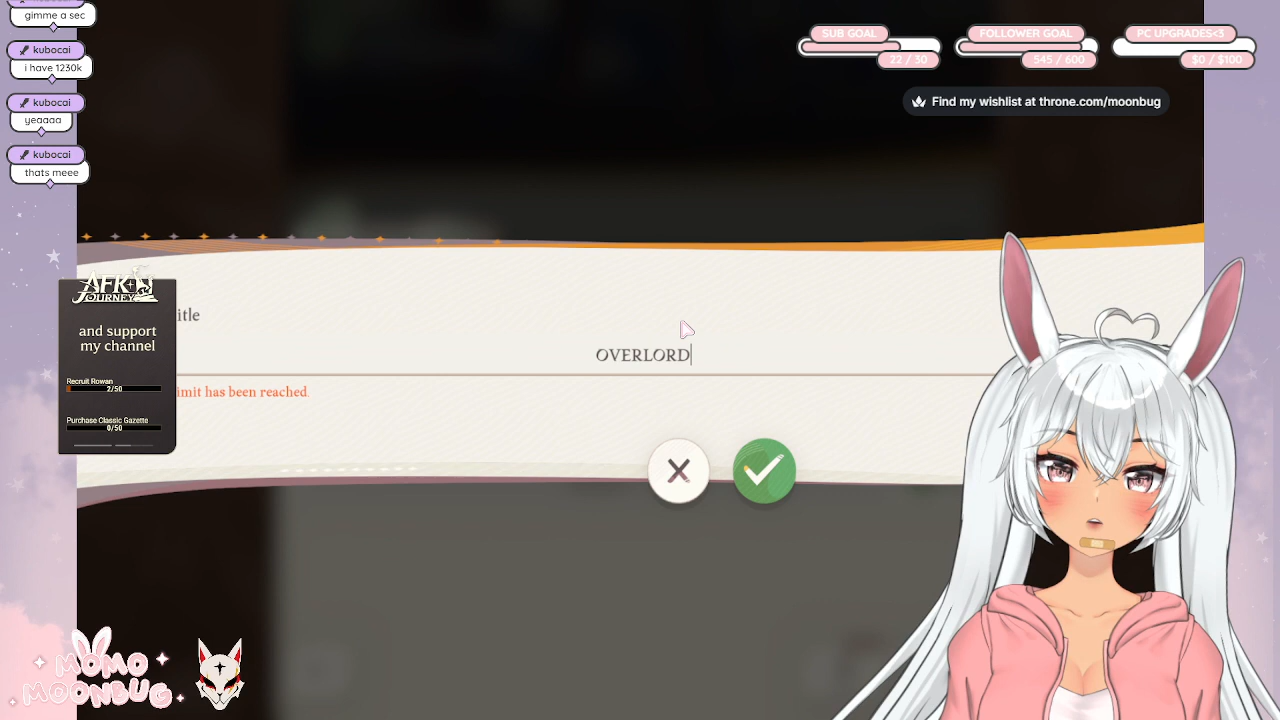 gimme a sec
kubocai
i have 1230k
kubocai
yeaaaa
kubocai
thats meee
SUB GOAL
22 / 30
FOLLOWER GOAL
545 / 600
PC UPGRADES<3
$0 / $100
Find my wishlist at throne.com/moonbug
AFK
JOURNEY
and support
my channel
Recruit Rowan
2/50
Purchase Classic Gazette
0/50
itle
OVERLORD
imit has been reached.
MOMO
MOONBUG